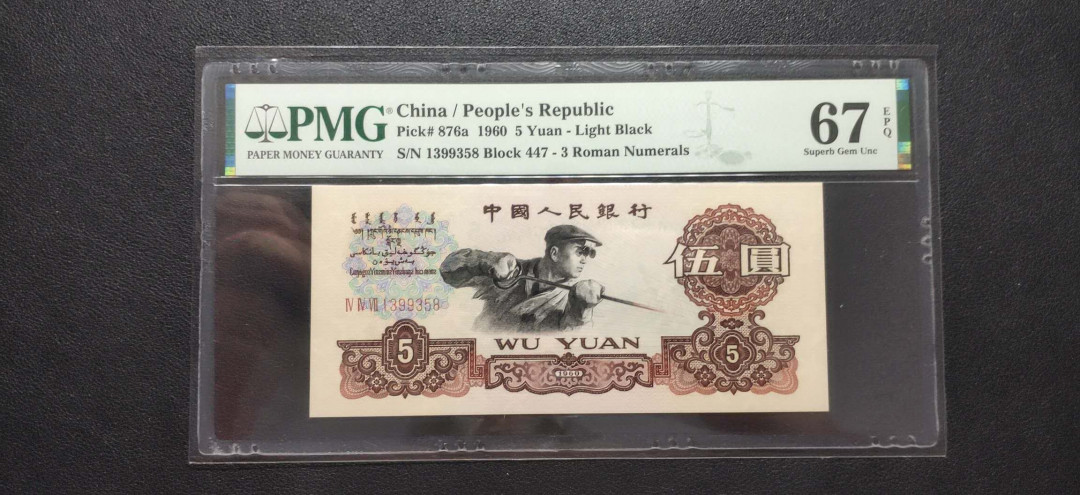 PMG®
PAPER MONEY GUARANTY
China / People's Republic
Pick# 876a 1960 5 Yuan - Light Black
S/N 1399358 Block 447 - 3 Roman Numerals
67
EPQ
Superb Gem Unc
中國人民銀行
伍圓
IV IV VII 1399358
WU YUAN
5
1960
5